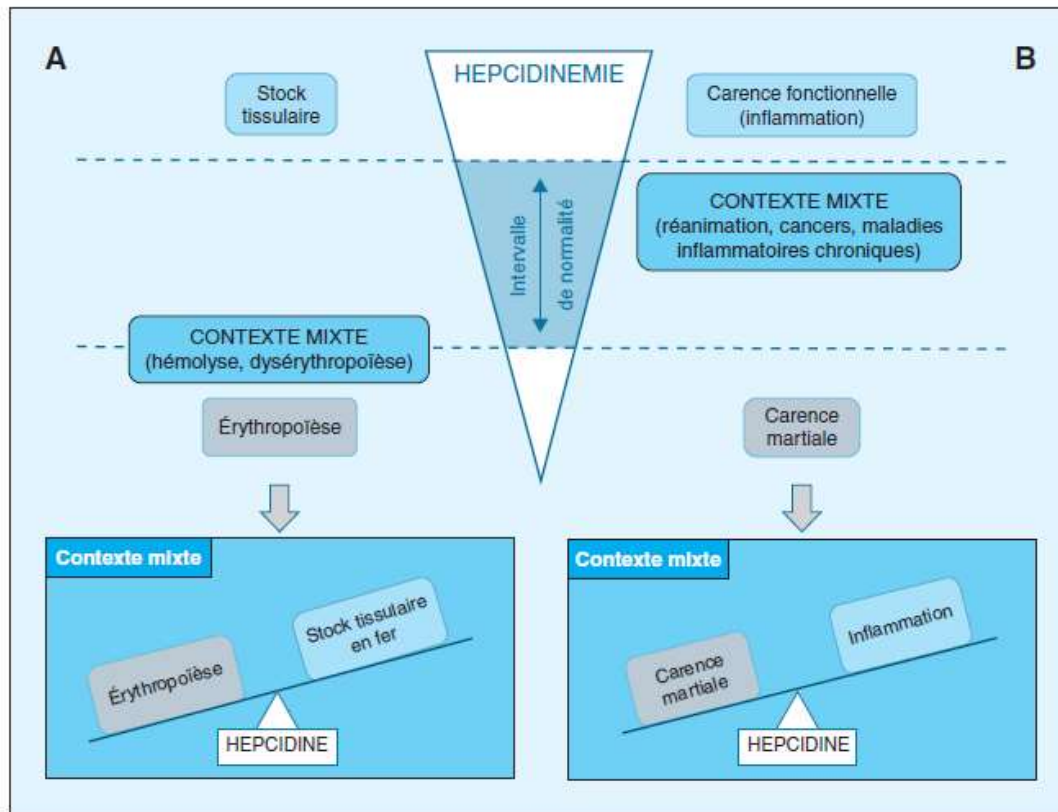 A
B
HEPCIDINEMIE
Stock
tissulaire
Carence fonctionnelle
(inflammation)
Intervalle
de normalité
CONTEXTE MIXTE
(réanimation, cancers, maladies
inflammatoires chroniques)
CONTEXTE MIXTE
(hémolyse, dysérythropoïèse)
Érythropoïèse
Carence
martiale
Contexte mixte
Stock tissulaire
en fer
Érythropoïèse
HEPCIDINE
Contexte mixte
Inflammation
Carence
martiale
HEPCIDINE